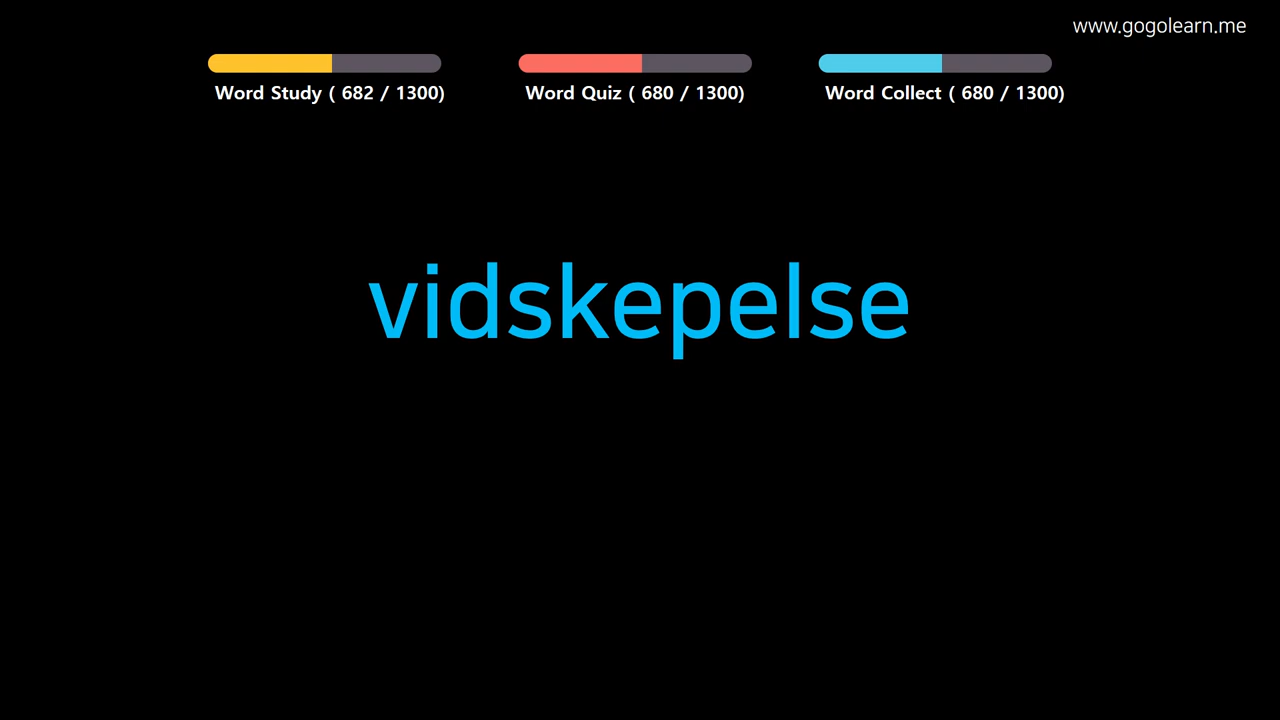 www.gogolearn.me
Word Study ( 682 / 1300)
Word Quiz ( 680 / 1300)
Word Collect ( 680 / 1300)
vidskepelse